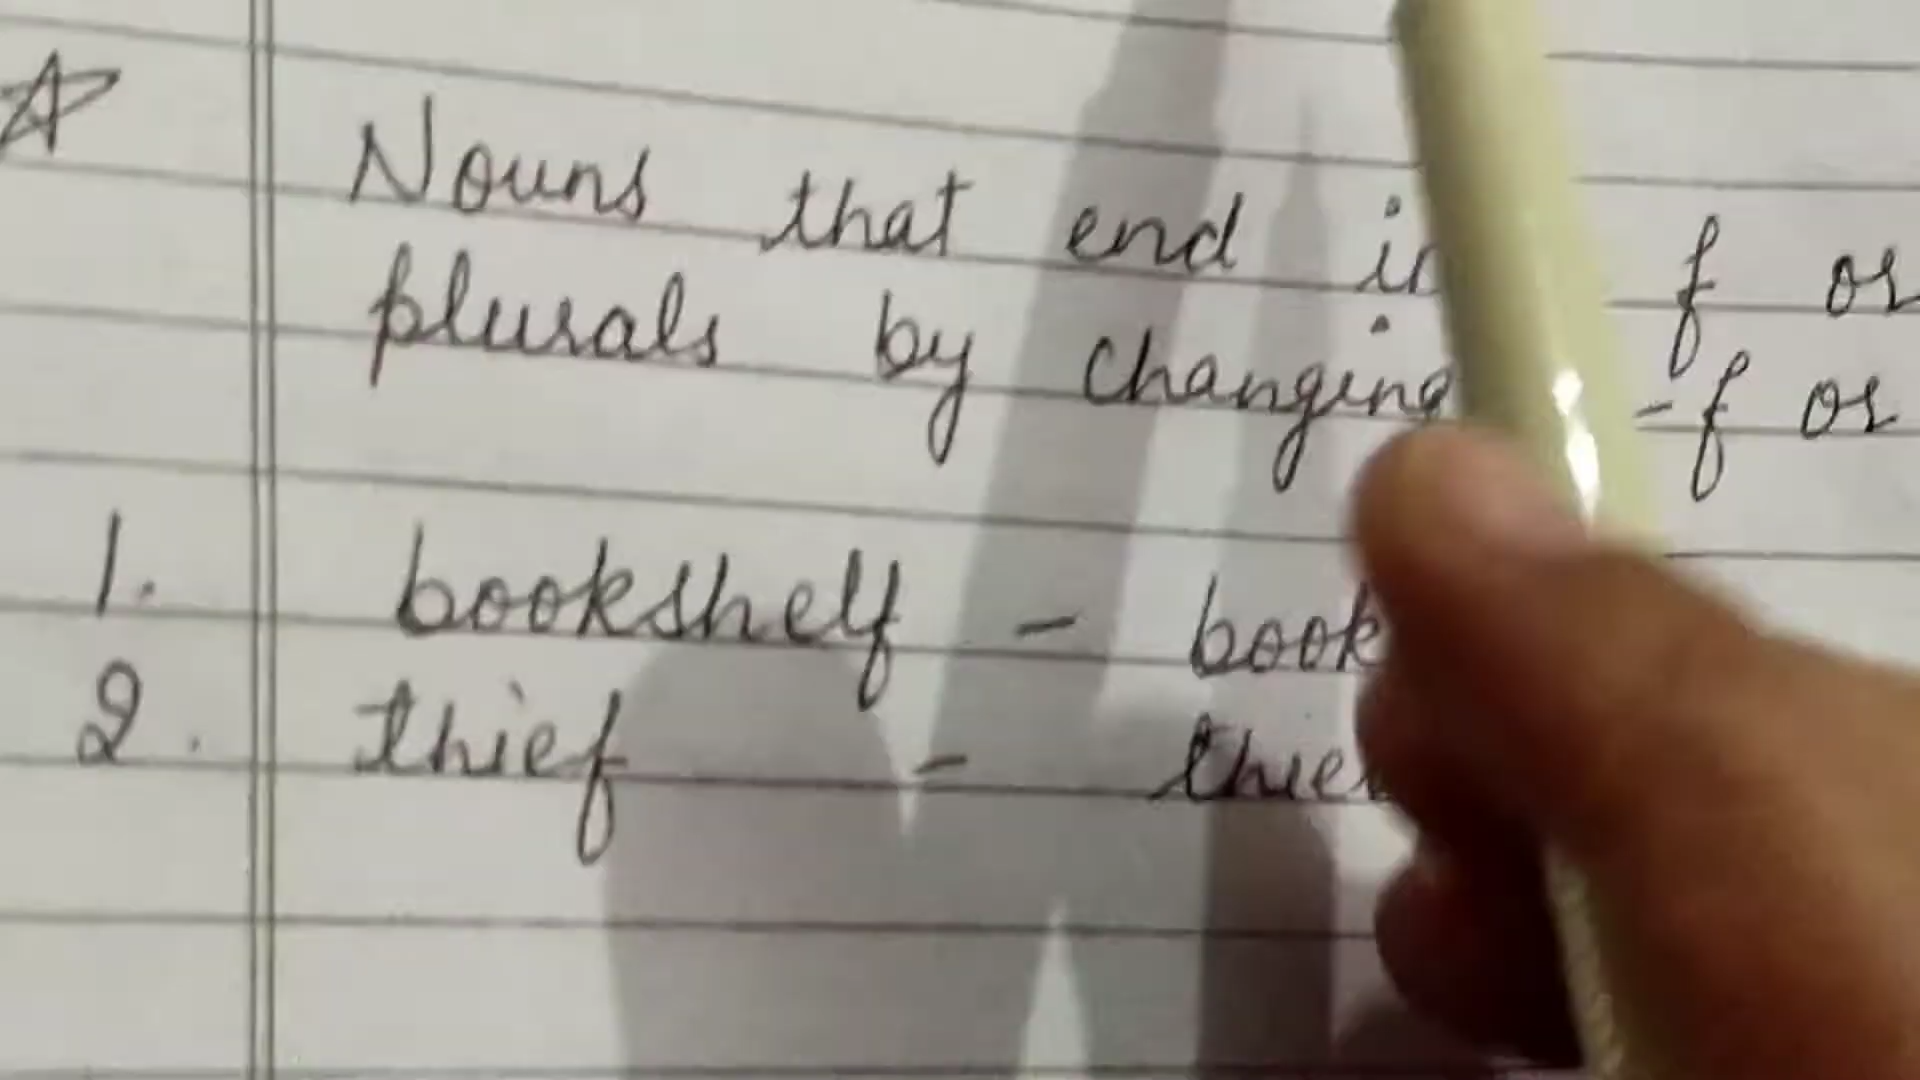 Nouns that end in f or
plurals by changing -f or
1. bookshelf - book
2. thief - thie